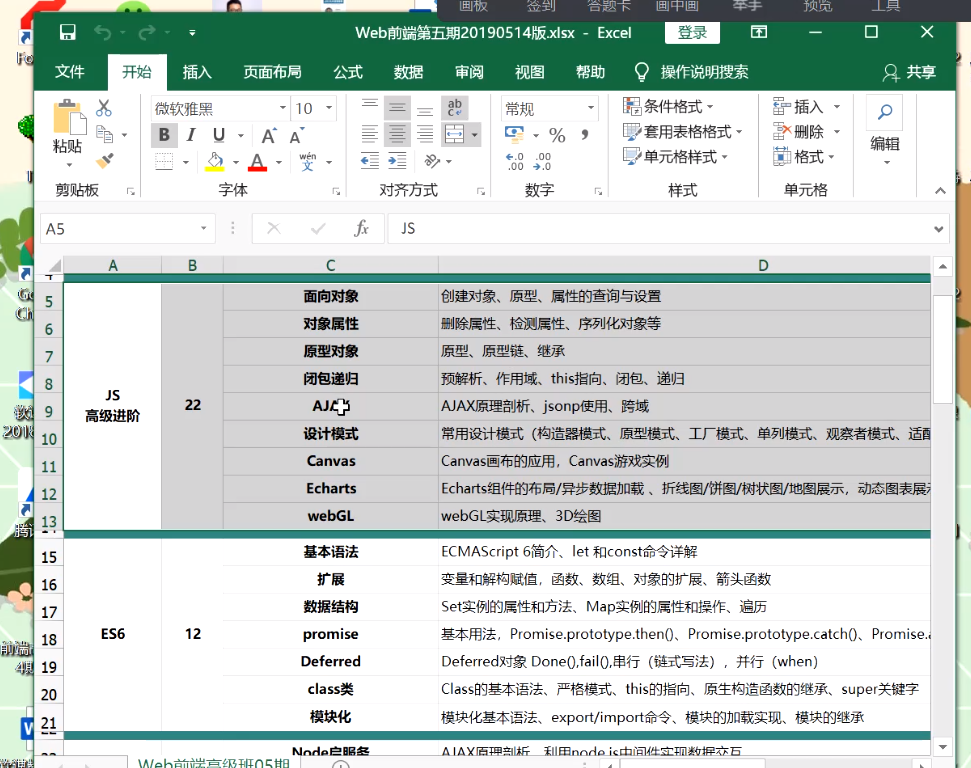 画板 签到 答题卡 画中画 举手 预览 工具
Web前端第五期20190514版.xlsx - Excel 登录
文件 开始 插入 页面布局 公式 数据 审阅 视图 帮助 操作说明搜索 共享
微软雅黑 10 常规 条件格式 插入
粘贴 B I U 套用表格格式 删除 编辑
单元格样式 格式
剪贴板 字体 对齐方式 数字 样式 单元格
A5 fx JS
A B C D
5 面向对象 创建对象、原型、属性的查询与设置
6 对象属性 删除属性、检测属性、序列化对象等
7 原型对象 原型、原型链、继承
8 闭包递归 预解析、作用域、this指向、闭包、递归
JS
高级进阶
22
9 AJAX AJAX原理剖析、jsonp使用、跨域
10 设计模式 常用设计模式（构造器模式、原型模式、工厂模式、单列模式、观察者模式、适配
11 Canvas Canvas画布的应用，Canvas游戏实例
12 Echarts Echarts组件的布局/异步数据加载 、折线图/饼图/树状图/地图展示，动态图表展示
13 webGL webGL实现原理、3D绘图
15 基本语法 ECMAScript 6简介、let 和const命令详解
16 扩展 变量和解构赋值，函数、数组、对象的扩展、箭头函数
17 数据结构 Set实例的属性和方法、Map实例的属性和操作、遍历
ES6 12
18 promise 基本用法，Promise.prototype.then()、Promise.prototype.catch()、Promise.a
19 Deferred Deferred对象 Done(),fail(),串行（链式写法），并行（when）
20 class类 Class的基本语法、严格模式、this的指向、原生构造函数的继承、super关键字
21 模块化 模块化基本语法、export/import命令、模块的加载实现、模块的继承
Node启服务 AJAX原理剖析、利用node.js中间件实现数据交互
Web前端高级班05期